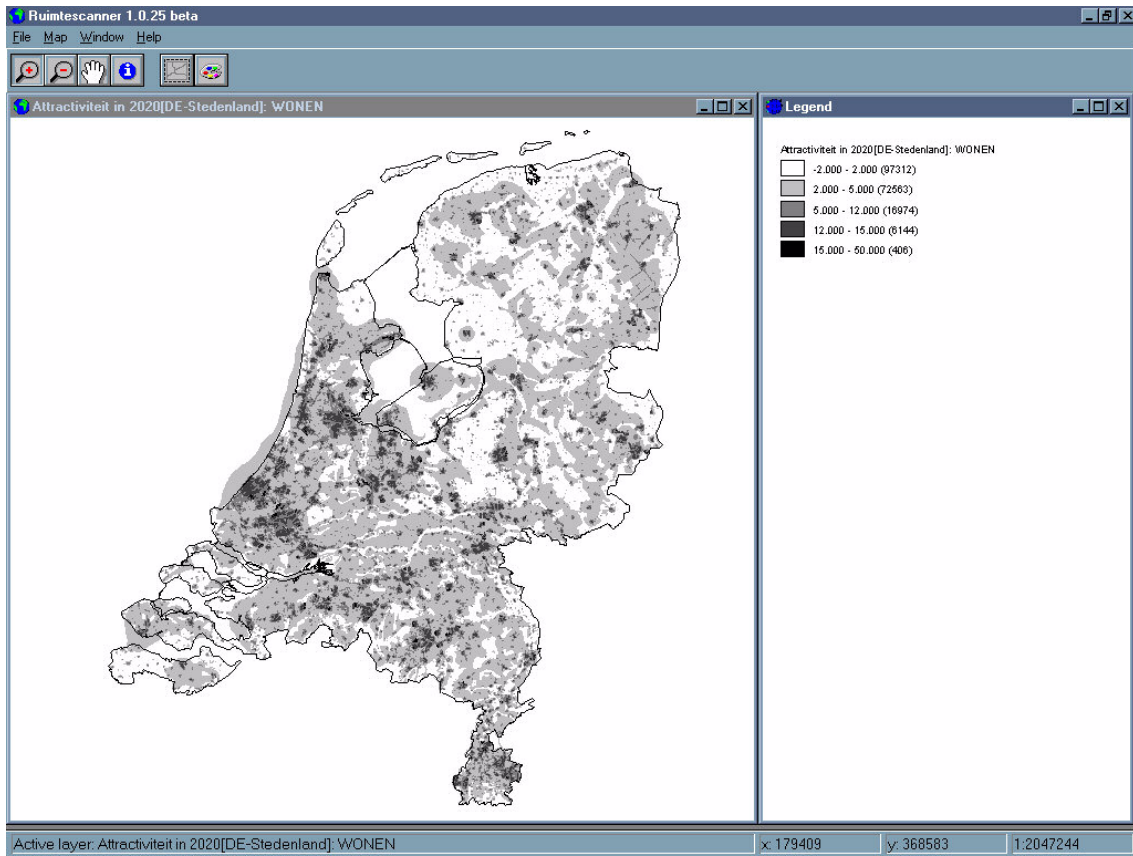 Ruimtescanner 1.0.25 beta
File Map Window Help
Attractiviteit in 2020[DE-Stedenland]: WONEN
Legend
Attractiviteit in 2020[DE-Stedenland]: WONEN
-2.000 - 2.000 (97312)
2.000 - 5.000 (72563)
5.000 - 12.000 (16974)
12.000 - 15.000 (6144)
15.000 - 50.000 (406)
Active layer: Attractiviteit in 2020[DE-Stedenland]: WONEN
x: 179409
y: 368583
1:2047244